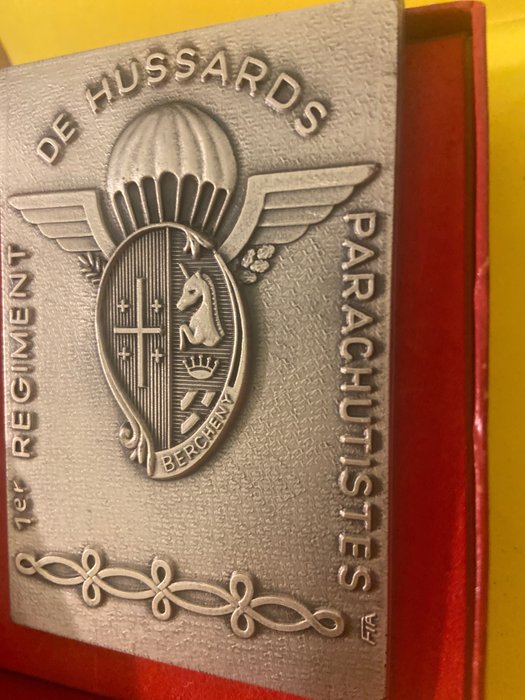 1er REGIMENT
DE HUSSARDS
PARACHUTISTES
BERCHENY
FIA